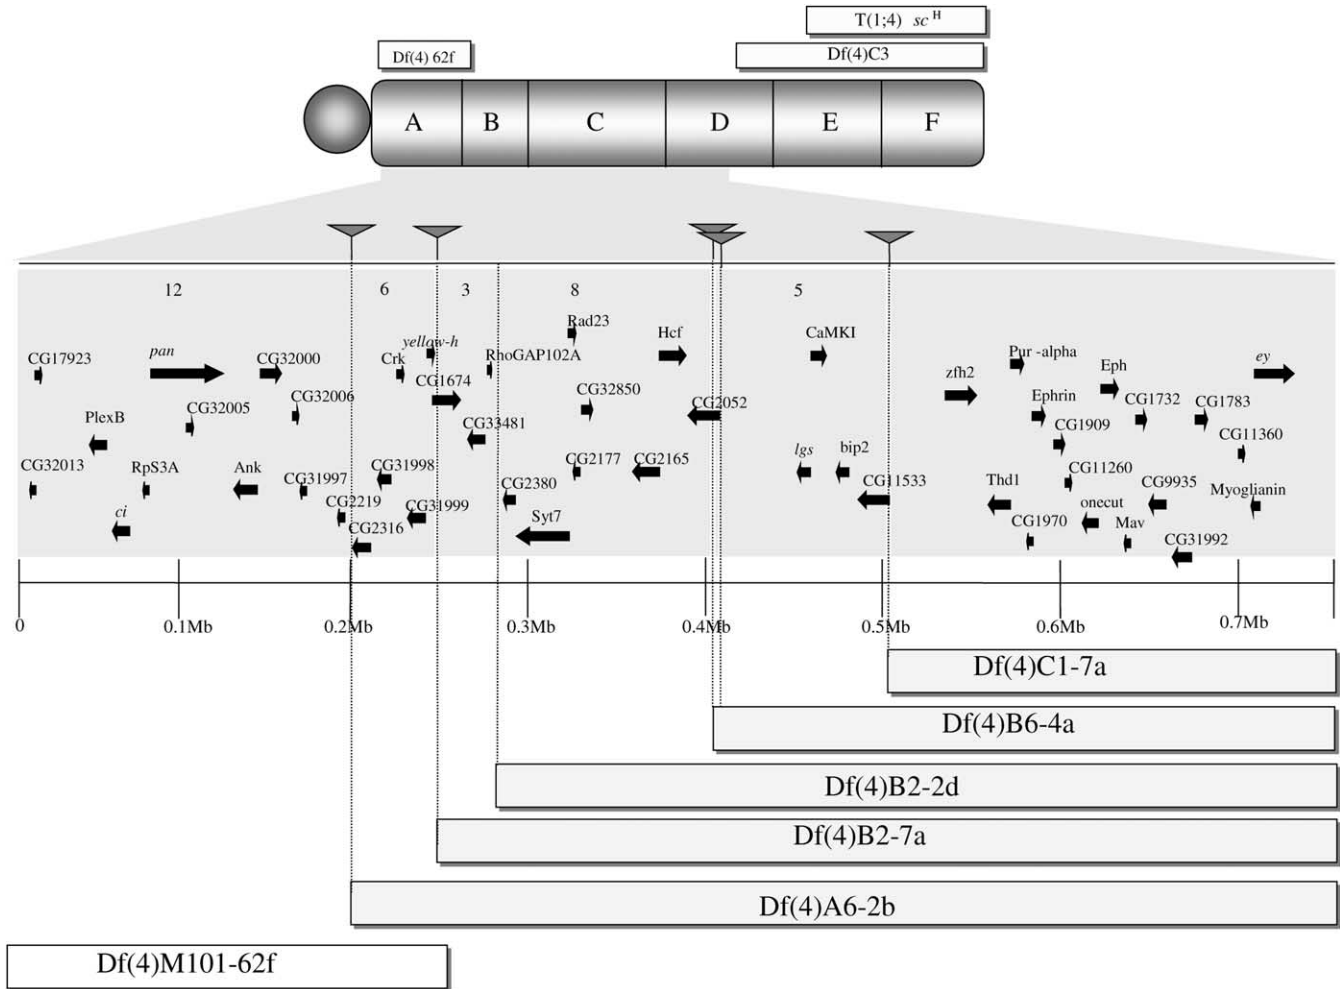 T(1;4) sc H
Df(4) 62f
Df(4)C3
A B C D E F
12 6 3 8 5
Rad23
yellow-h
Hcf
CaMKI
pan
CG17923
CG32000
Crk
RhoGAP102A
Pur -alpha
Eph
ey
zfh2
CG1674
CG32006
CG32850
CG2052
Ephrin
CG1732
CG1783
PlexB
CG32005
CG33481
CG1909
CG11360
lgs
bip2
CG32013
RpS3A
Ank
CG31998
CG2177
CG2165
CG11260
CG31997
CG2380
CG11533
Thd1
CG9935
Myoglianin
ci
CG2219
CG31999
Syt7
onecut
CG2316
CG1970
Mav
CG31992
0 0.1Mb 0.2Mb 0.3Mb 0.4Mb 0.5Mb 0.6Mb 0.7Mb
Df(4)C1-7a
Df(4)B6-4a
Df(4)B2-2d
Df(4)B2-7a
Df(4)A6-2b
Df(4)M101-62f